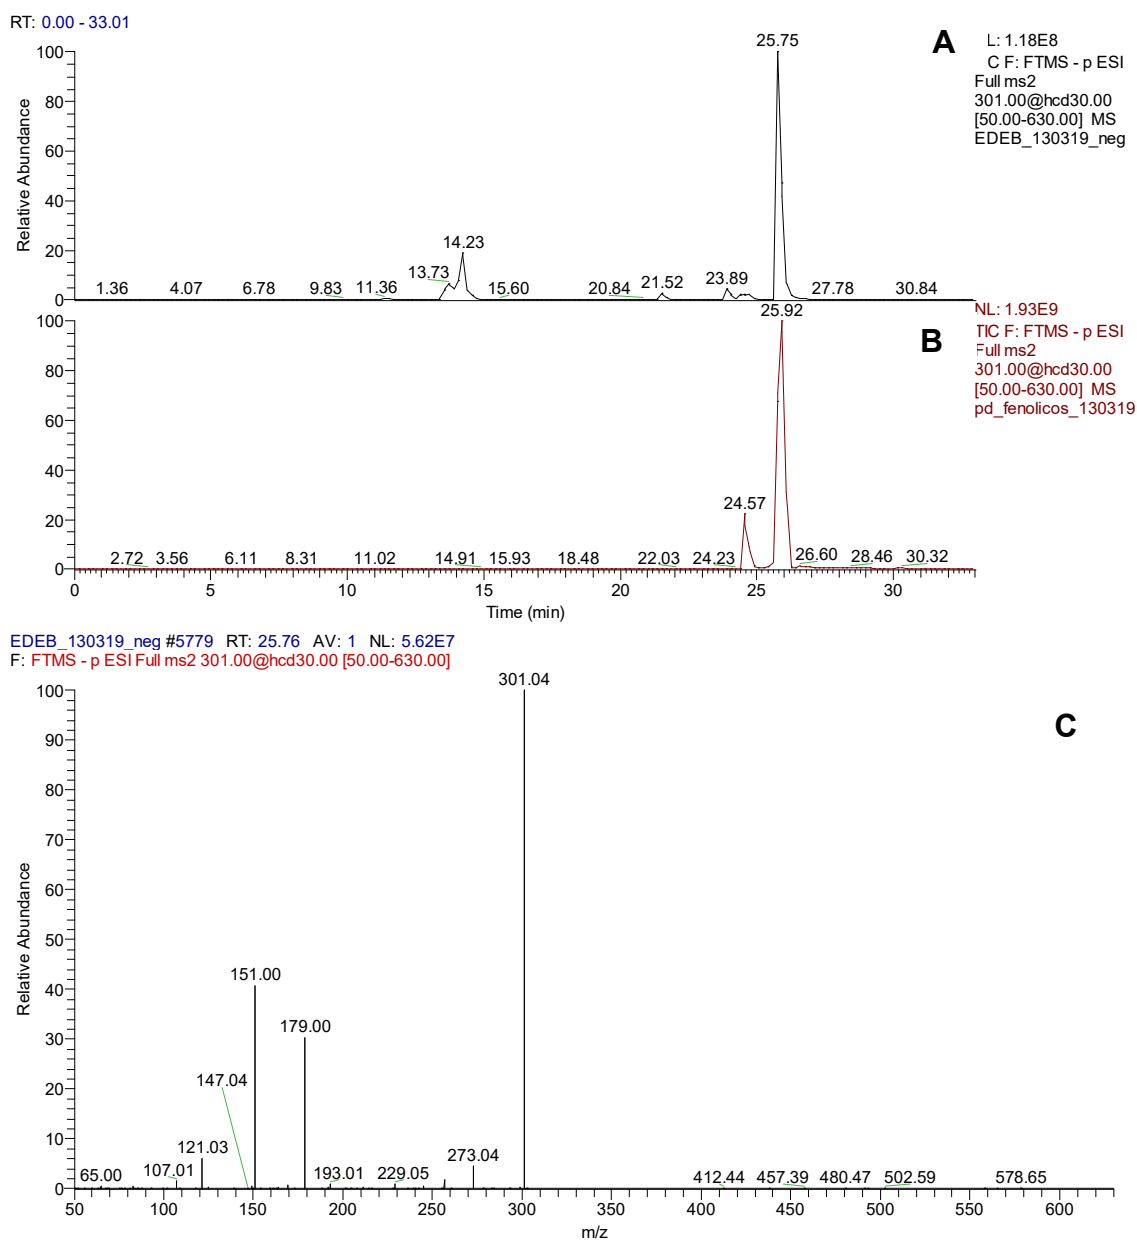 RT: 0.00 - 33.01
A
L: 1.18E8
C F: FTMS - p ESI
Full ms2
301.00@hcd30.00
[50.00-630.00] MS
EDEB_130319_neg
Relative Abundance
100
80
60
40
20
0
25.75
14.23
13.73
1.36 4.07 6.78 9.83 11.36 15.60 20.84 21.52 23.89 27.78 30.84
B
NL: 1.93E9
TIC F: FTMS - p ESI
Full ms2
301.00@hcd30.00
[50.00-630.00] MS
pd_fenolicos_130319
100
80
60
40
20
0
25.92
24.57
2.72 3.56 6.11 8.31 11.02 14.91 15.93 18.48 22.03 24.23 26.60 28.46 30.32
0 5 10 15 20 25 30
Time (min)
EDEB_130319_neg #5779 RT: 25.76 AV: 1 NL: 5.62E7
F: FTMS - p ESI Full ms2 301.00@hcd30.00 [50.00-630.00]
C
Relative Abundance
100
90
80
70
60
50
40
30
20
10
0
301.04
151.00
179.00
147.04
121.03
273.04
65.00 107.01 193.01 229.05 412.44 457.39 480.47 502.59 578.65
50 100 150 200 250 300 350 400 450 500 550 600
m/z